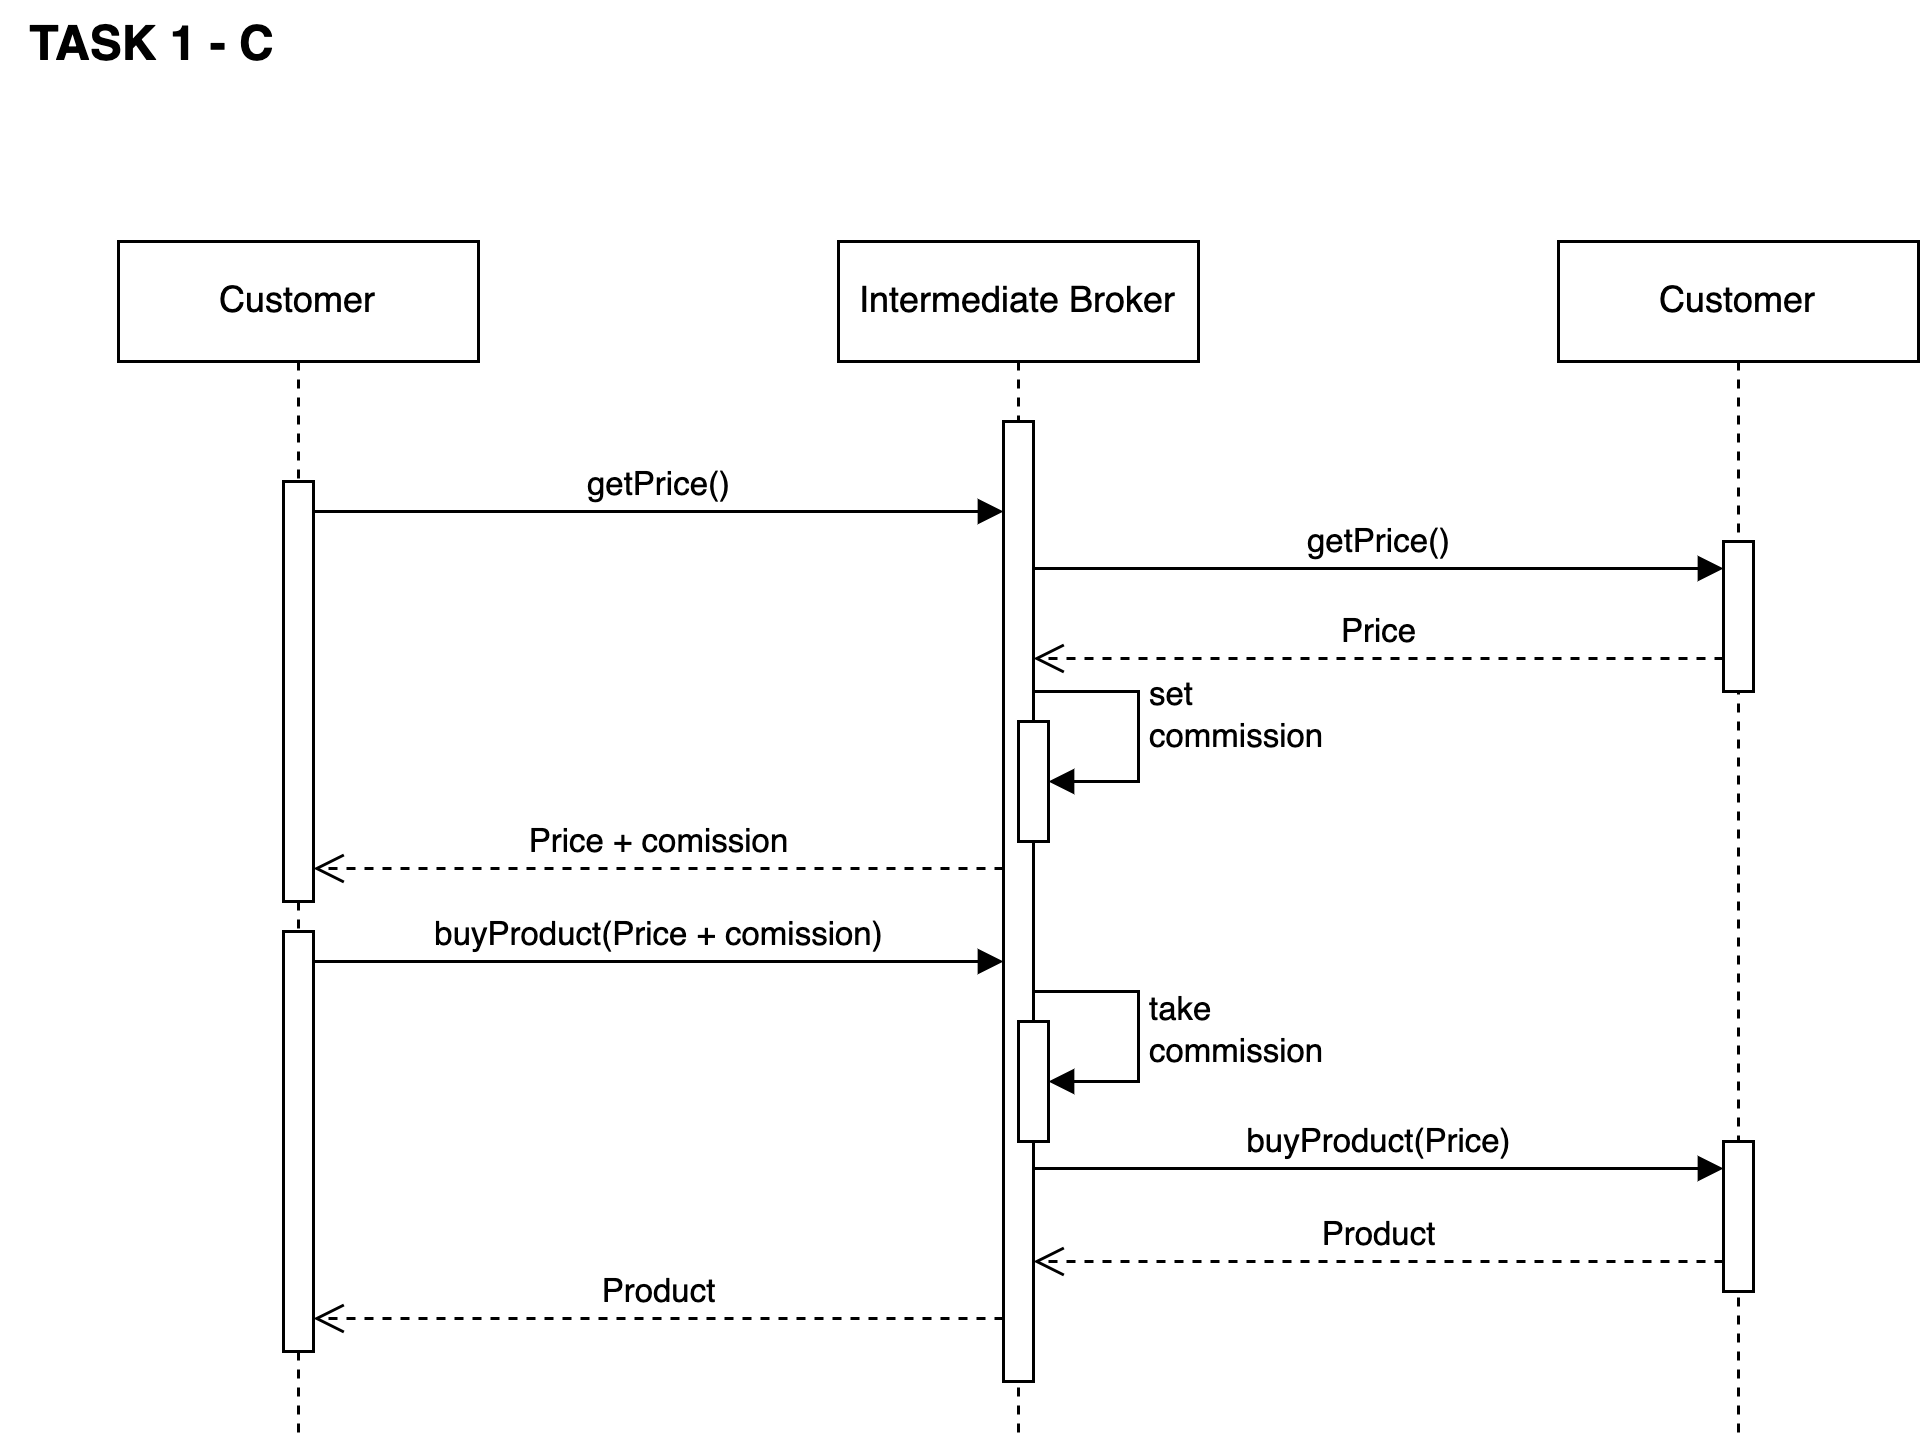 TASK 1 - C
Customer
Intermediate Broker
Customer
getPrice()
getPrice()
Price
set
commission
Price + comission
buyProduct(Price + comission)
take
commission
buyProduct(Price)
Product
Product